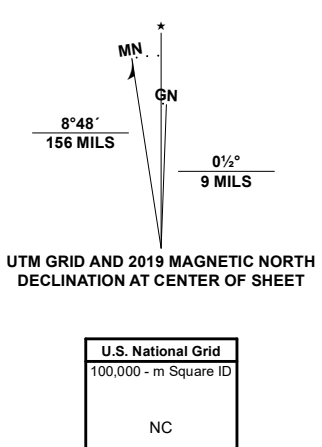 ★
MN
GN
8°48´
156 MILS
0½°
9 MILS
UTM GRID AND 2019 MAGNETIC NORTH
DECLINATION AT CENTER OF SHEET
U.S. National Grid
100,000 - m Square ID
NC